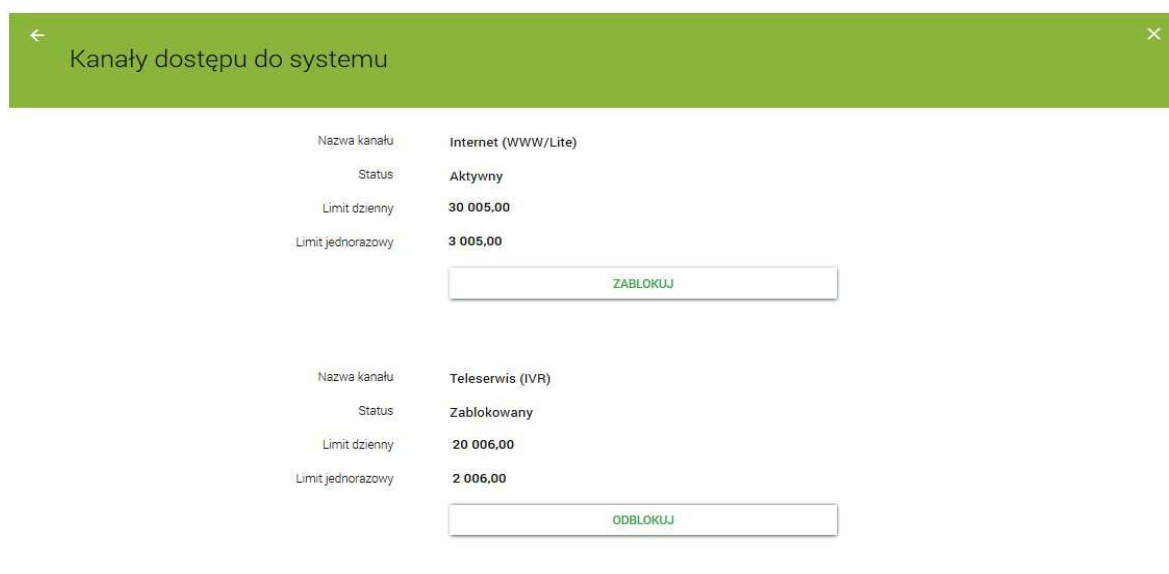 Kanały dostępu do systemu
Nazwa kanału Internet (WWW/Lite)
Status Aktywny
Limit dzienny 30 005,00
Limit jednorazowy 3 005,00
ZABLOKUJ
Nazwa kanału Teleserwis (IVR)
Status Zablokowany
Limit dzienny 20 006,00
Limit jednorazowy 2 006,00
ODBLOKUJ